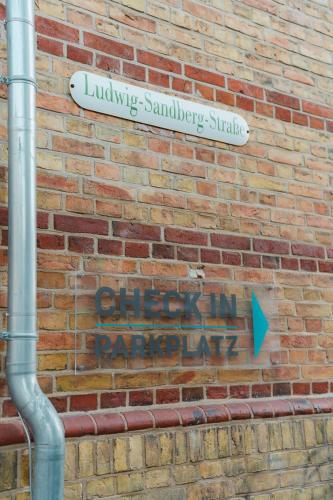 Ludwig-Sandberg-Straße
CHECK IN
PARKPLATZ